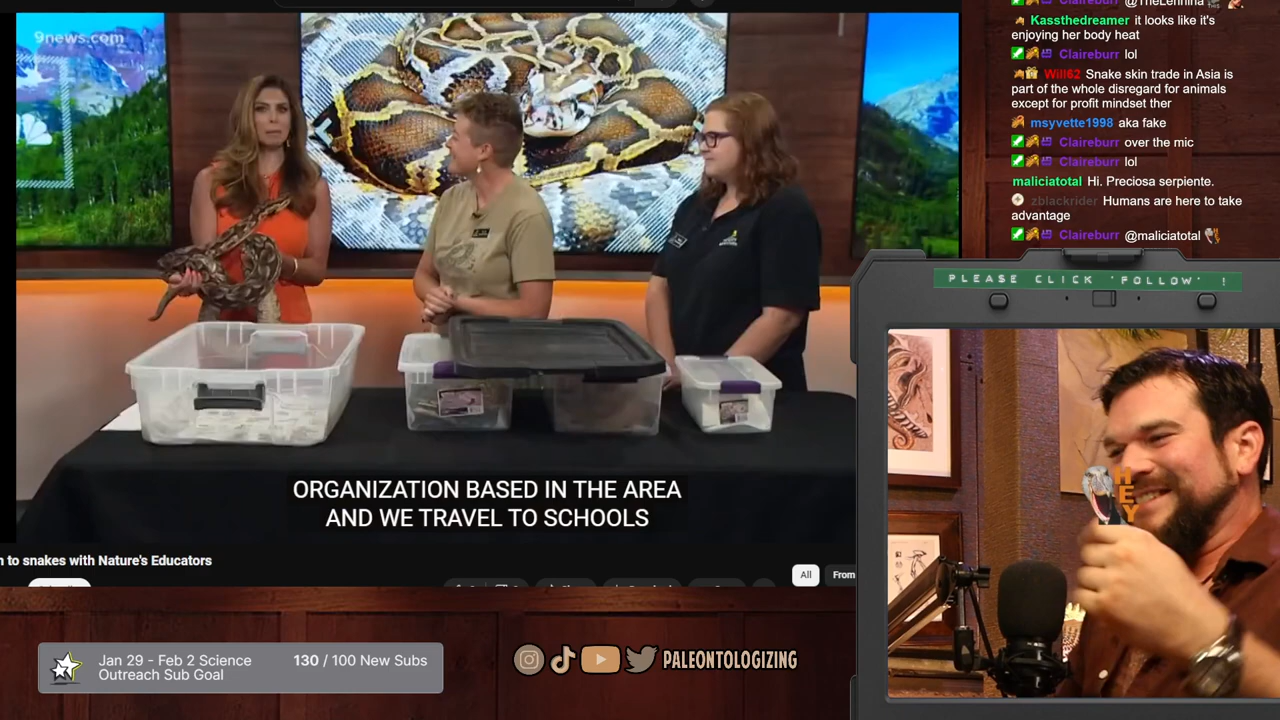 9news.com
ORGANIZATION BASED IN THE AREA
AND WE TRAVEL TO SCHOOLS
to snakes with Nature's Educators
All
From
Claireburr
Kassthedreamer it looks like it's
enjoying her body heat
Claireburr lol
Will62 Snake skin trade in Asia is
part of the whole disregard for animals
except for profit mindset ther
msyvette1998 aka fake
Claireburr over the mic
Claireburr lol
maliciatotal Hi. Preciosa serpiente.
zblackrider Humans are here to take
advantage
Claireburr @maliciatotal
PLEASE CLICK 'FOLLOW' !
HEY
Jan 29 - Feb 2 Science
Outreach Sub Goal
130 / 100 New Subs
PALEONTOLOGIZING